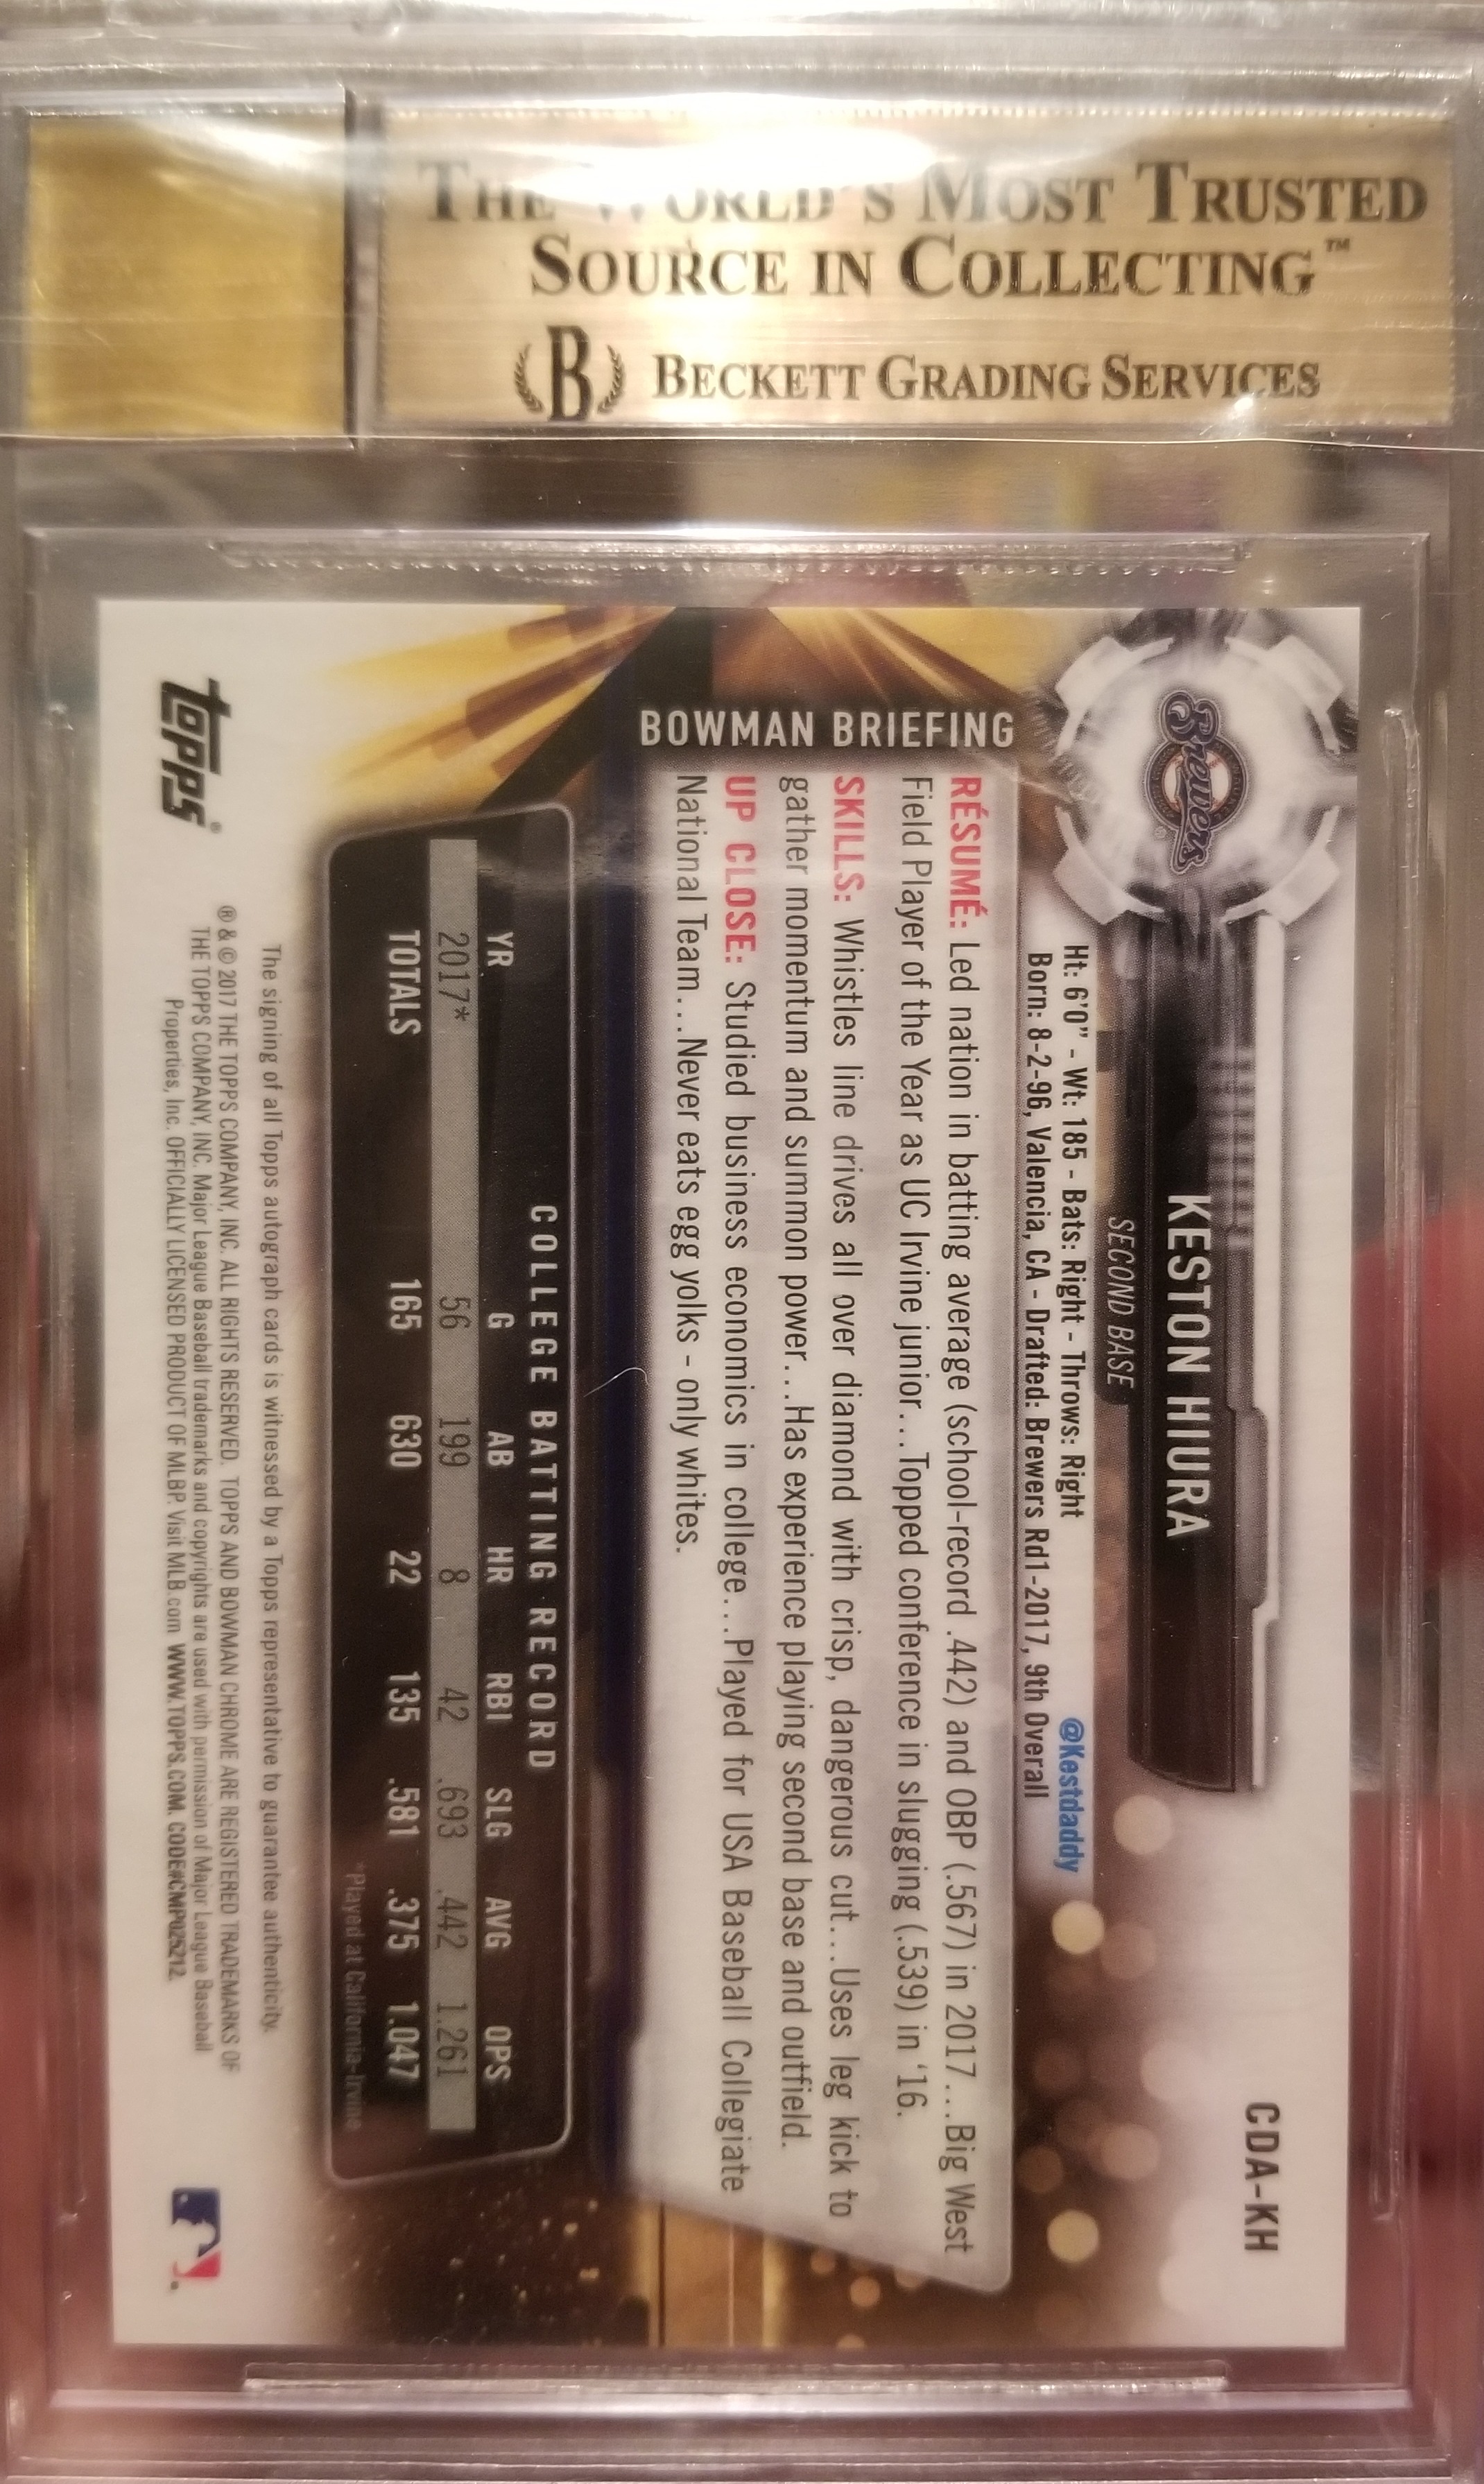 THE WORLD'S MOST TRUSTED
SOURCE IN COLLECTING™
B BECKETT GRADING SERVICES
CDA-KH
Brewers ®
KESTON HIURA
SECOND BASE
Ht: 6'0" - Wt: 185 - Bats: Right - Throws: Right @Kestdaddy
Born: 8-2-96, Valencia, CA - Drafted: Brewers Rd1-2017, 9th Overall
BOWMAN BRIEFING
RÉSUMÉ: Led nation in batting average (school-record .442) and OBP (.567) in 2017...Big West
Field Player of the Year as UC Irvine junior...Topped conference in slugging (.539) in '16.
SKILLS: Whistles line drives all over diamond with crisp, dangerous cut...Uses leg kick to
gather momentum and summon power...Has experience playing second base and outfield.
UP CLOSE: Studied business economics in college...Played for USA Baseball Collegiate
National Team...Never eats egg yolks - only whites.
COLLEGE BATTING RECORD
YR G AB HR RBI SLG AVG OPS
2017* 56 199 8 42 .693 .442 1.261
TOTALS 165 630 22 135 .581 .375 1.047
*Played at California-Irvine
The signing of all Topps autograph cards is witnessed by a Topps representative to guarantee authenticity.
® & © 2017 THE TOPPS COMPANY, INC. ALL RIGHTS RESERVED. TOPPS AND BOWMAN CHROME ARE REGISTERED TRADEMARKS OF
THE TOPPS COMPANY, INC. Major League Baseball trademarks and copyrights are used with permission of Major League Baseball
Properties, Inc. OFFICIALLY LICENSED PRODUCT OF MLBP. Visit MLB.com WWW.TOPPS.COM. CODE#CMP025212
topps®